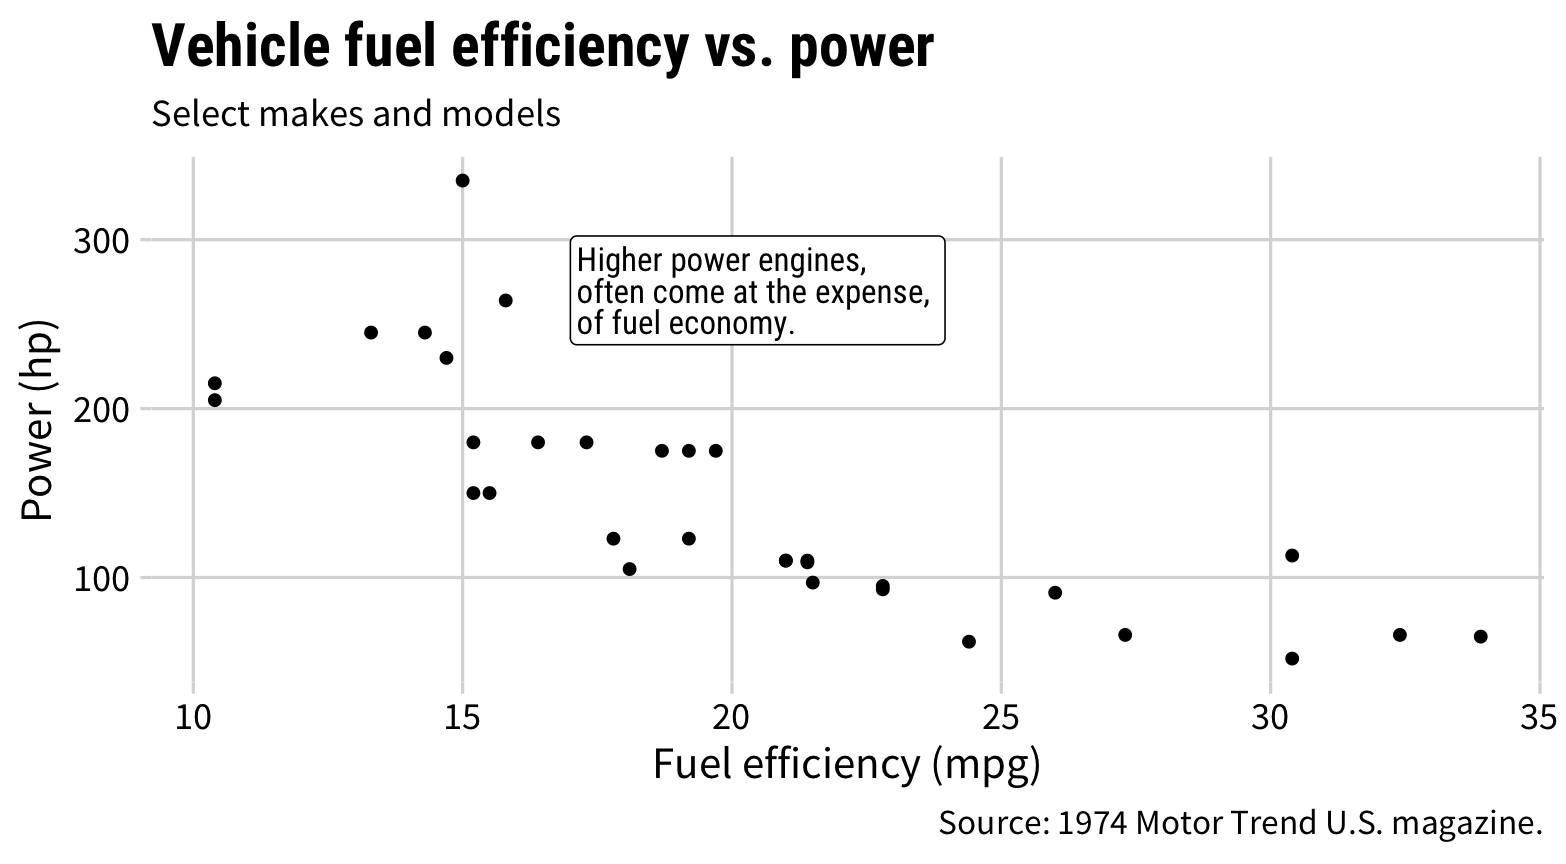 Vehicle fuel efficiency vs. power
Select makes and models
300
200
100
Power (hp)
Higher power engines,
often come at the expense,
of fuel economy.
10 15 20 25 30 35
Fuel efficiency (mpg)
Source: 1974 Motor Trend U.S. magazine.